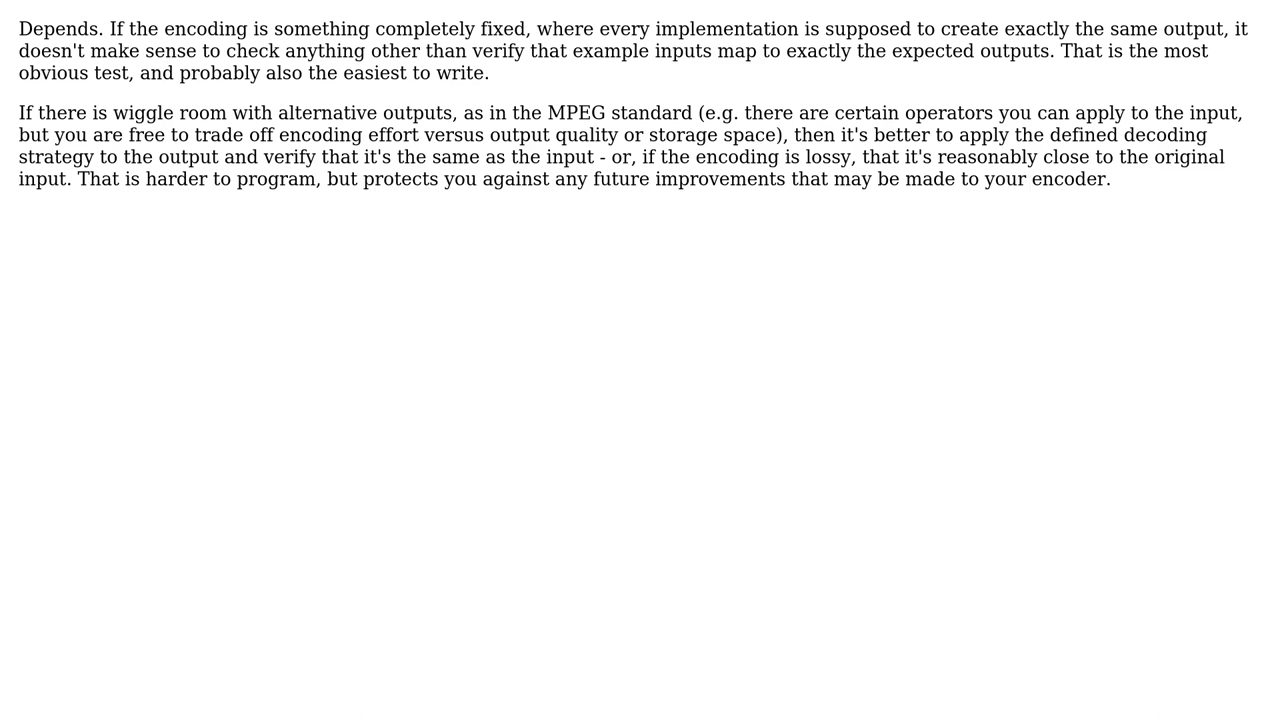 Depends. If the encoding is something completely fixed, where every implementation is supposed to create exactly the same output, it
doesn't make sense to check anything other than verify that example inputs map to exactly the expected outputs. That is the most
obvious test, and probably also the easiest to write.
If there is wiggle room with alternative outputs, as in the MPEG standard (e.g. there are certain operators you can apply to the input,
but you are free to trade off encoding effort versus output quality or storage space), then it's better to apply the defined decoding
strategy to the output and verify that it's the same as the input - or, if the encoding is lossy, that it's reasonably close to the original
input. That is harder to program, but protects you against any future improvements that may be made to your encoder.